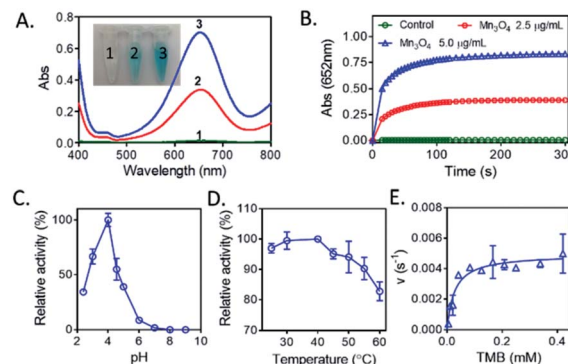 A.
Abs
0.8
0.6
0.4
0.2
0.0
400 500 600 700 800
Wavelength (nm)
1 2 3
3
2
1
B.
Control
Mn₃O₄ 2.5 µg/mL
Mn₃O₄ 5.0 µg/mL
Abs (652nm)
1.00
0.75
0.50
0.25
0.00
0 100 200 300
Time (s)
C.
Relative activity (%)
100
50
0
2 4 6 8 10
pH
D.
Relative activity (%)
110
100
90
80
70
60
30 40 50 60
Temperature (°C)
E.
v (s⁻¹)
0.008
0.006
0.004
0.002
0.000
0.0 0.2 0.4
TMB (mM)